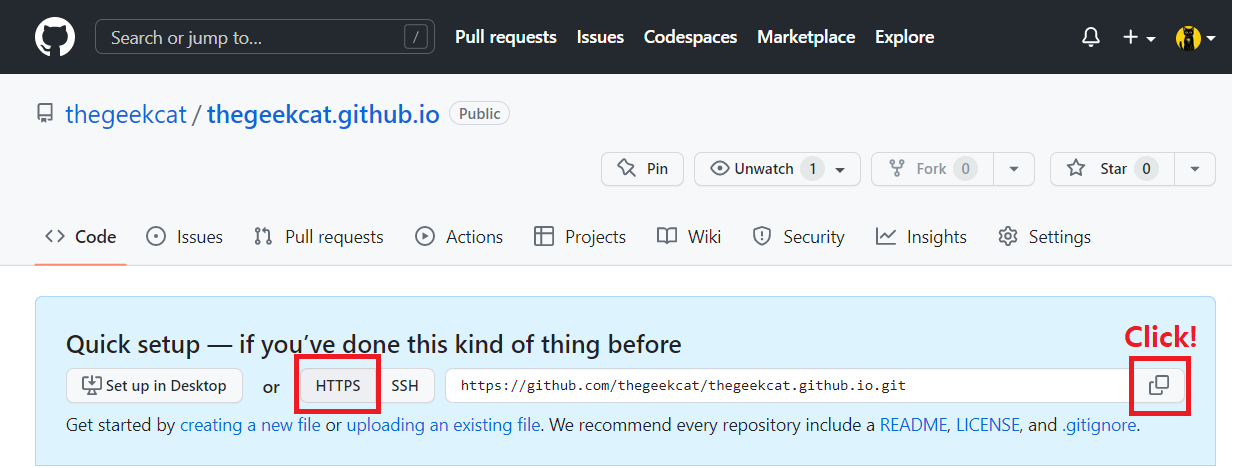 Search or jump to... / Pull requests Issues Codespaces Marketplace Explore
thegeekcat / thegeekcat.github.io Public
Pin Unwatch 1 Fork 0 Star 0
Code Issues Pull requests Actions Projects Wiki Security Insights Settings
Click!
Quick setup — if you’ve done this kind of thing before
Set up in Desktop or HTTPS SSH https://github.com/thegeekcat/thegeekcat.github.io.git
Get started by creating a new file or uploading an existing file. We recommend every repository include a README, LICENSE, and .gitignore.